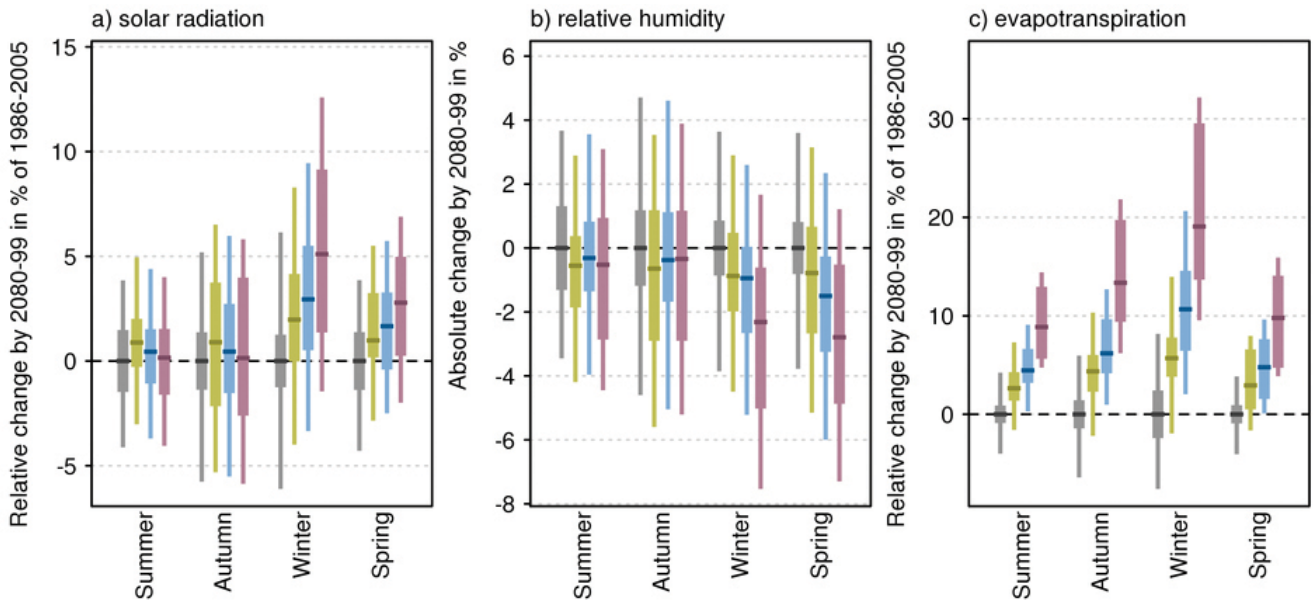 a) solar radiation
Relative change by 2080-99 in % of 1986-2005
15
10
5
0
-5
Summer
Autumn
Winter
Spring
b) relative humidity
Absolute change by 2080-99 in %
6
4
2
0
-2
-4
-6
-8
Summer
Autumn
Winter
Spring
c) evapotranspiration
Relative change by 2080-99 in % of 1986-2005
30
20
10
0
Summer
Autumn
Winter
Spring